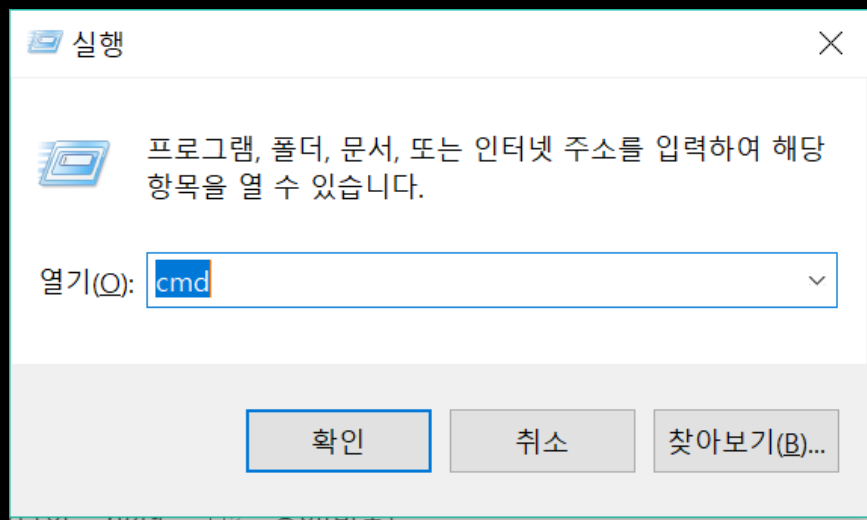 실행
프로그램, 폴더, 문서, 또는 인터넷 주소를 입력하여 해당
항목을 열 수 있습니다.
열기(O): cmd
확인 취소 찾아보기(B)...